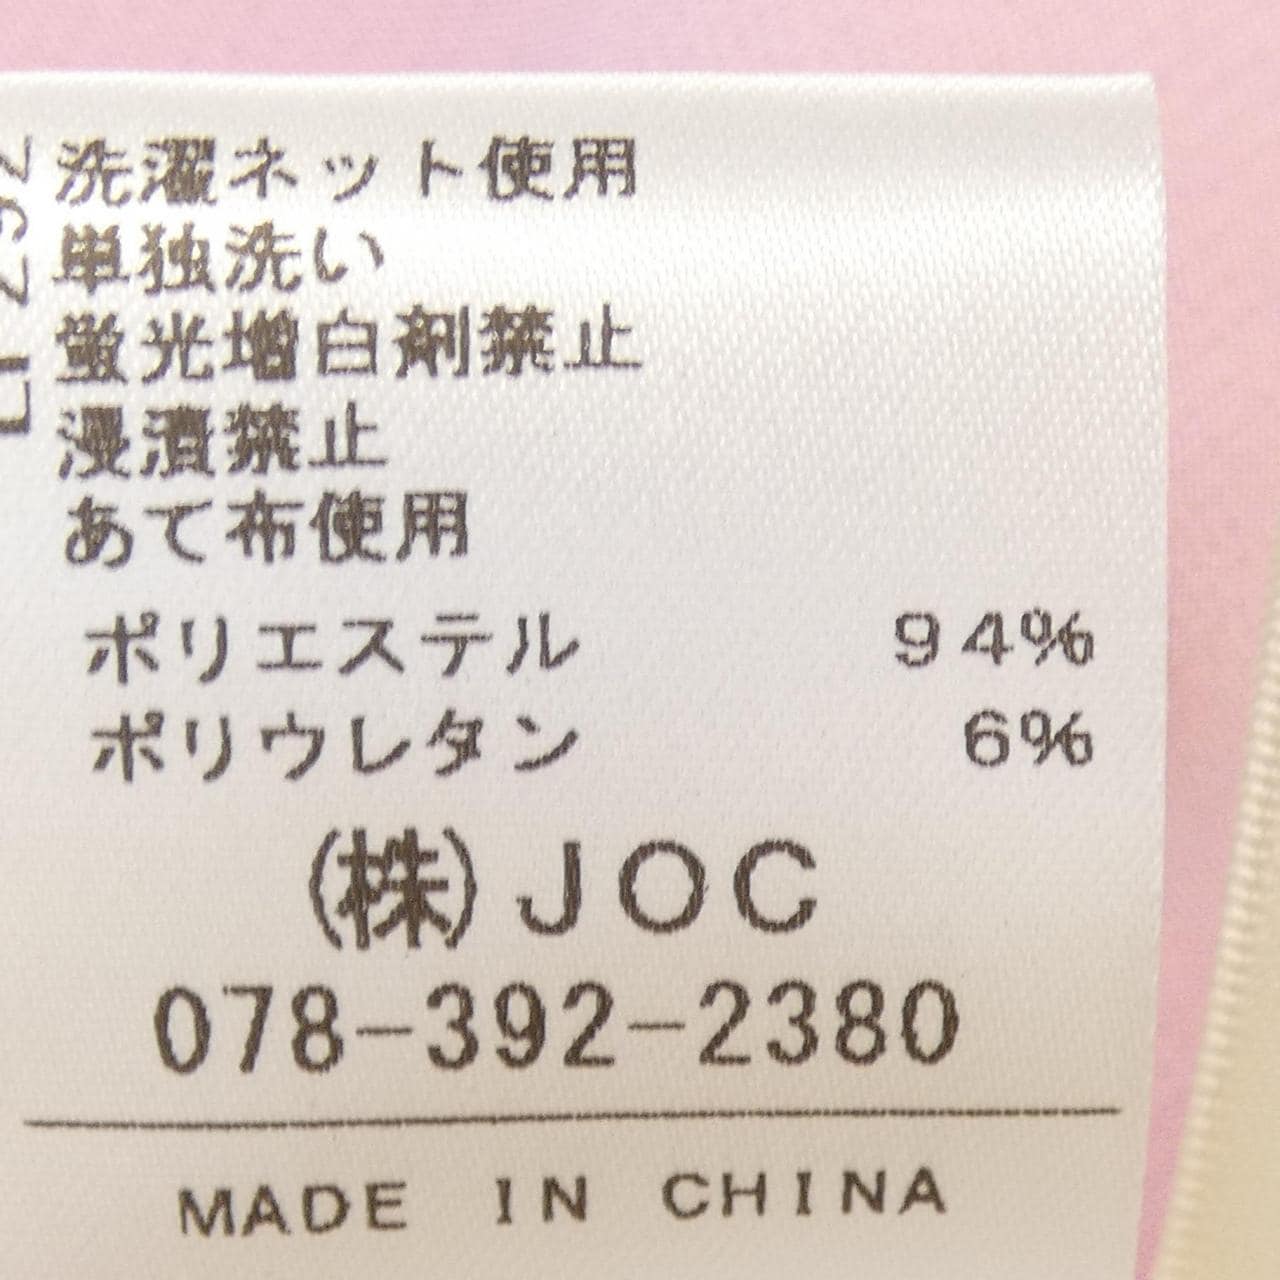 洗濯ネット使用
単独洗い
蛍光増白剤禁止
浸漬禁止
あて布使用
ポリエステル 94%
ポリウレタン 6%
(株)JOC
078-392-2380
MADE IN CHINA